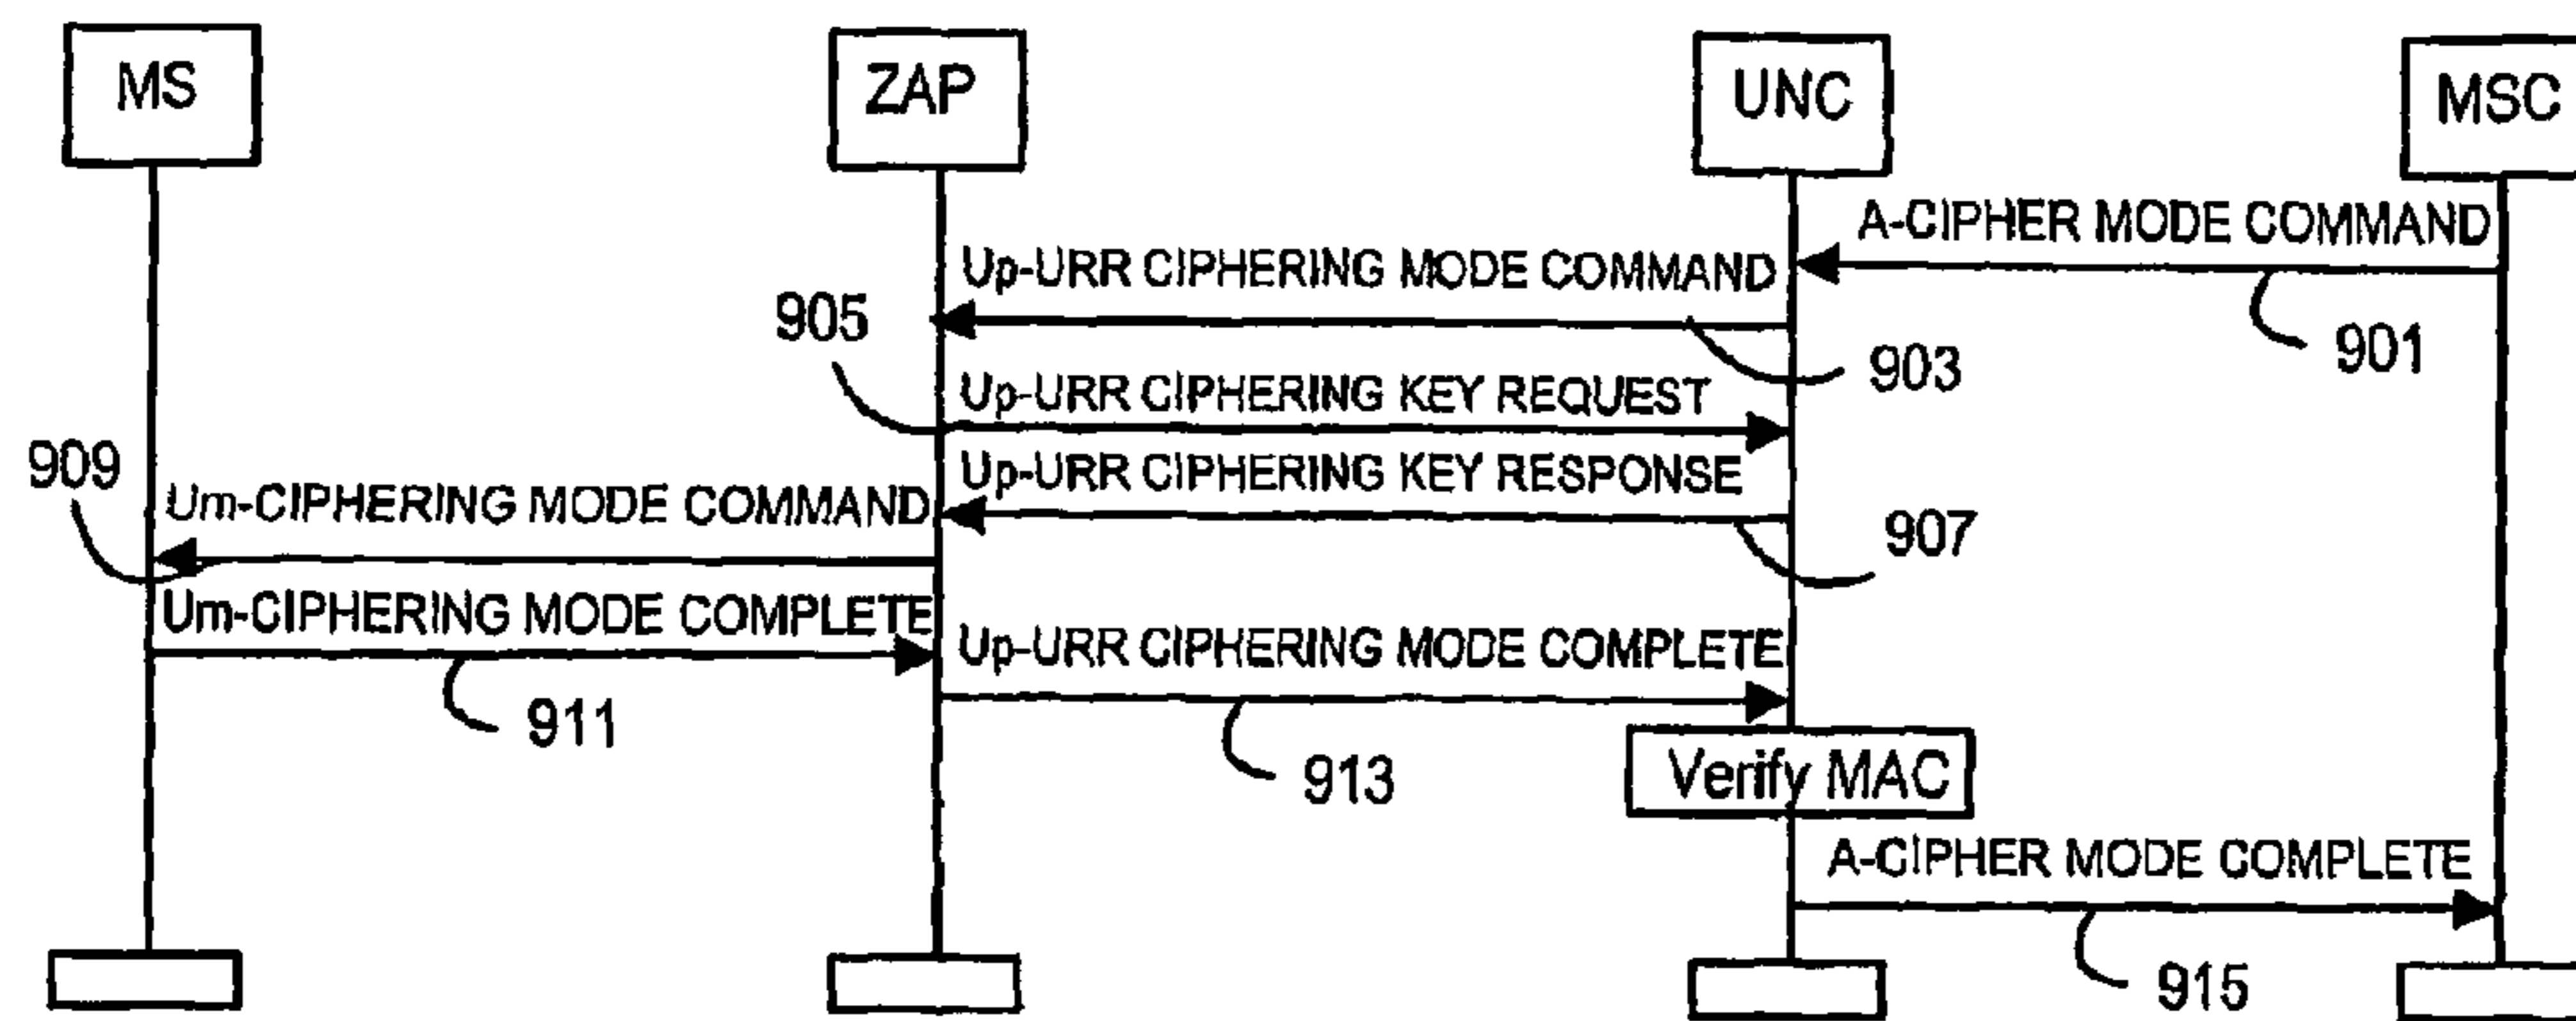 MS
ZAP
UNC
MSC
A-CIPHER MODE COMMAND
901
Up-URR CIPHERING MODE COMMAND
903
905
Up-URR CIPHERING KEY REQUEST
Up-URR CIPHERING KEY RESPONSE
907
909
Um-CIPHERING MODE COMMAND
Um-CIPHERING MODE COMPLETE
911
Up-URR CIPHERING MODE COMPLETE
913
Verify MAC
A-CIPHER MODE COMPLETE
915